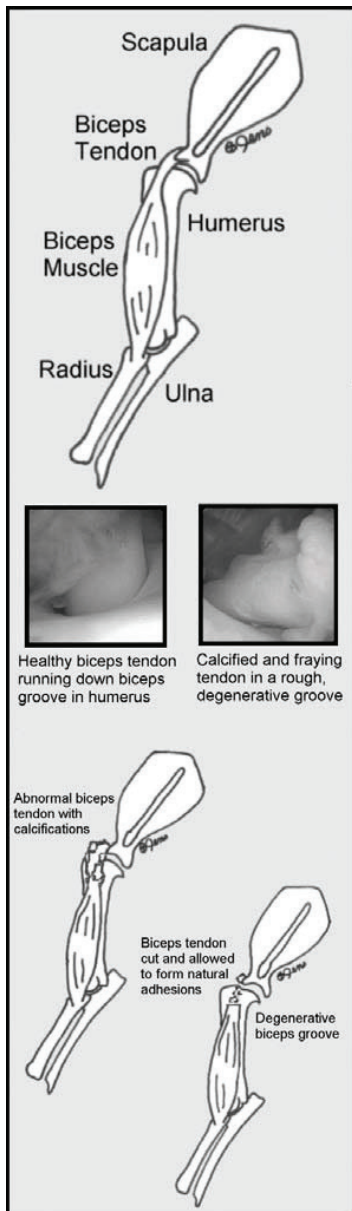 Scapula
Biceps
Tendon
Humerus
Biceps
Muscle
Radius
Ulna
Healthy biceps tendon
running down biceps
groove in humerus
Calcified and fraying
tendon in a rough,
degenerative groove
Abnormal biceps
tendon with
calcifications
Biceps tendon
cut and allowed
to form natural
adhesions
Degenerative
biceps groove